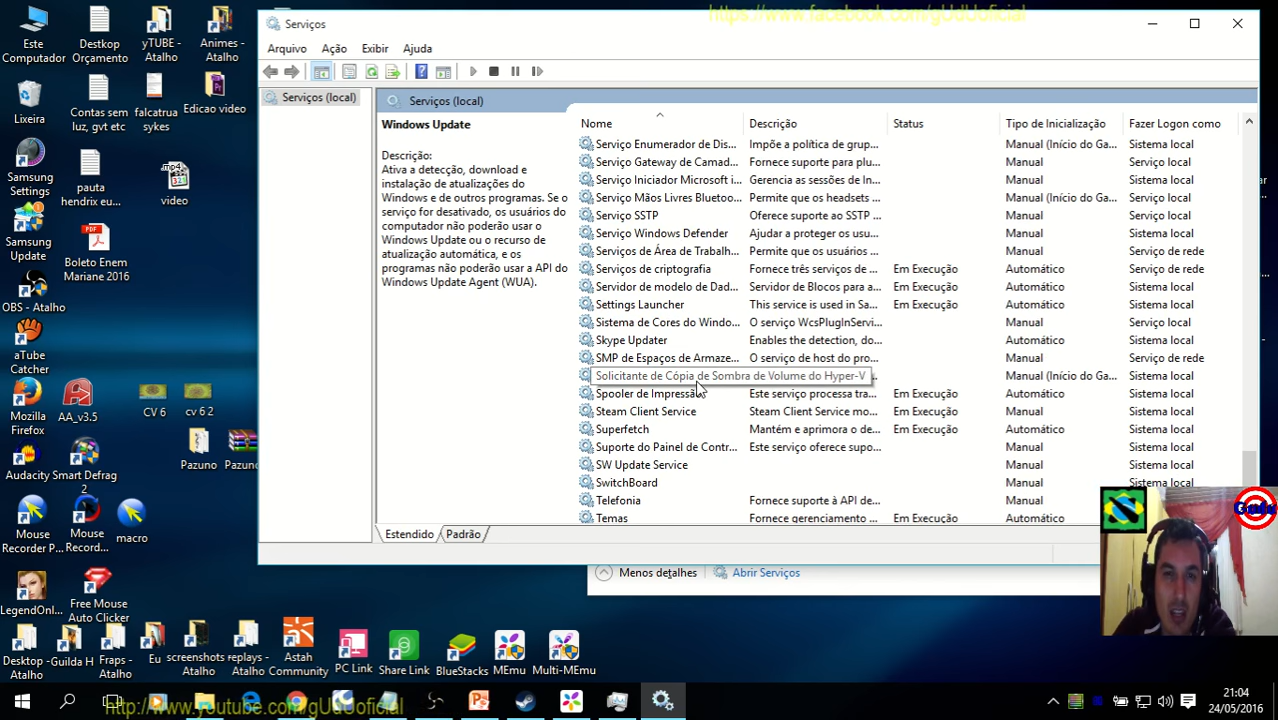 https://www.facebook.com/gUdUoficial
Serviços
Arquivo Ação Exibir Ajuda
Serviços (local)
Serviços (local)
Windows Update
Descrição:
Ativa a detecção, download e
instalação de atualizações do
Windows e de outros programas. Se o
serviço for desativado, os usuários do
computador não poderão usar o
Windows Update ou o recurso de
atualização automática, e os
programas não poderão usar a API do
Windows Update Agent (WUA).
Nome Descrição Status Tipo de Inicialização Fazer Logon como
Serviço Enumerador de Dis... Impõe a política de grup... Manual (Início do Ga... Sistema local
Serviço Gateway de Camad... Fornece suporte para plu... Manual Serviço local
Serviço Iniciador Microsoft i... Gerencia as sessões de In... Manual Sistema local
Serviço Mãos Livres Bluetoo... Permite que os headsets ... Manual (Início do Ga... Serviço local
Serviço SSTP Oferece suporte ao SSTP ... Manual Serviço local
Serviço Windows Defender Ajudar a proteger os usu... Manual Sistema local
Serviços de Área de Trabalh... Permite que os usuários ... Manual Serviço de rede
Serviços de criptografia Fornece três serviços de ... Em Execução Automático Serviço de rede
Servidor de modelo de Dad... Servidor de Blocos para a... Em Execução Automático Sistema local
Settings Launcher This service is used in Sa... Em Execução Automático Sistema local
Sistema de Cores do Windo... O serviço WcsPlugInServi... Manual Serviço local
Skype Updater Enables the detection, do... Automático Sistema local
SMP de Espaços de Armaze... O serviço de host do pro... Manual Serviço de rede
Solicitante de Cópia de Sombra de Volume do Hyper-V Manual (Início do Ga... Sistema local
Spooler de Impressão Este serviço processa tra... Em Execução Automático Sistema local
Steam Client Service Steam Client Service mo... Em Execução Manual Sistema local
Superfetch Mantém e aprimora o de... Em Execução Automático Sistema local
Suporte do Painel de Contr... Este serviço oferece supo... Manual Sistema local
SW Update Service Manual Sistema local
SwitchBoard Manual Sistema local
Telefonia Fornece suporte à API de... Manual
Temas Fornece gerenciamento ... Em Execução Automático
Estendido Padrão
Menos detalhes Abrir Serviços
Este
Computador
Destkop
Orçamento
yTUBE -
Atalho
Animes -
Atalho
Lixeira
Contas sem
luz, gvt etc
falcatrua
sykes
Edicao video
Samsung
Settings
pauta
hendrix eu...
mp4
321
video
Samsung
Update
PDF
Boleto Enem
Mariane 2016
OBS - Atalho
aTube
Catcher
Mozilla
Firefox
AA_v3.5
CV 6
cv 6 2
Audacity
Smart Defrag
2
Pazuno
Pazuno
Mouse
Recorder P...
Mouse
Record...
macro
LegendOnl...
Free Mouse
Auto Clicker
Desktop -
Atalho
Guilda H
Fraps -
Atalho
Eu
screenshots
Atalho
replays -
Atalho
Astah
Community
PC Link
Share Link
BlueStacks
MEmu
Multi-MEmu
Gudu
http://www.youtube.com/gUdUoficial
21:04
24/05/2016